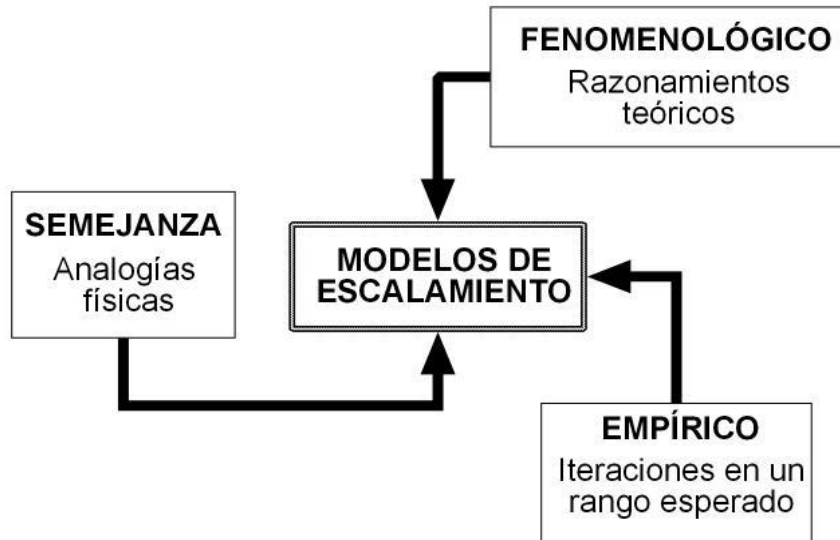 FENOMENOLÓGICO
Razonamientos
teóricos
SEMEJANZA
Analogías
físicas
MODELOS DE
ESCALAMIENTO
EMPÍRICO
Iteraciones en un
rango esperado